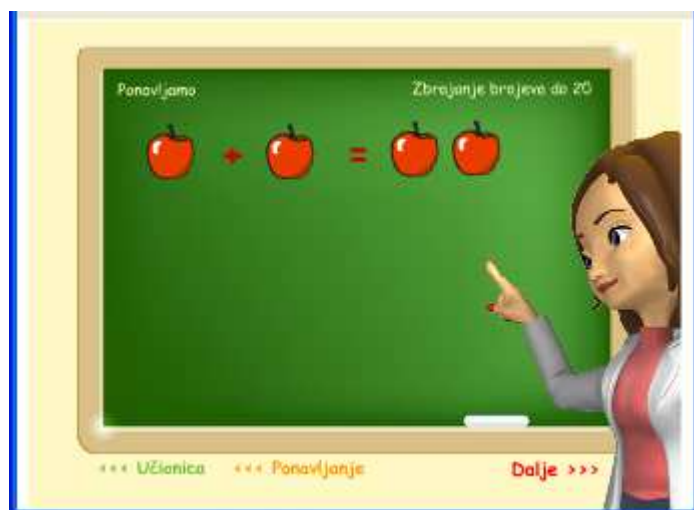 Ponavljamo
Zbrajanje brojeva do 20
+ =
<<< Učionica
<<< Ponavljanje
Dalje >>>